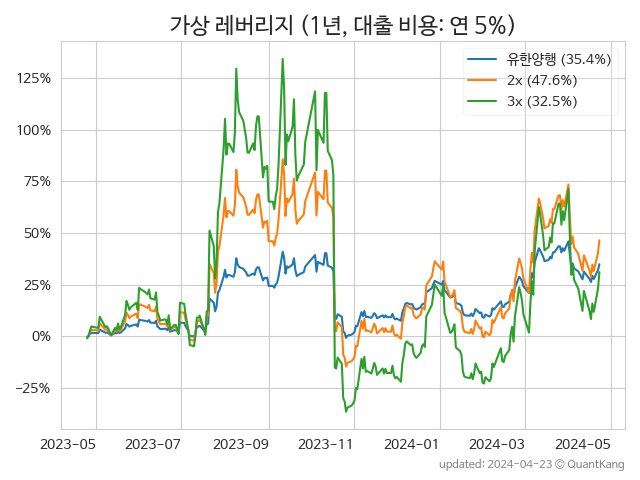 가상 레버리지 (1년, 대출 비용: 연 5%)
유한양행 (35.4%)
2x (47.6%)
3x (32.5%)
125%
100%
75%
50%
25%
0%
−25%
2023-05 2023-07 2023-09 2023-11 2024-01 2024-03 2024-05
updated: 2024-04-23 © QuantKang